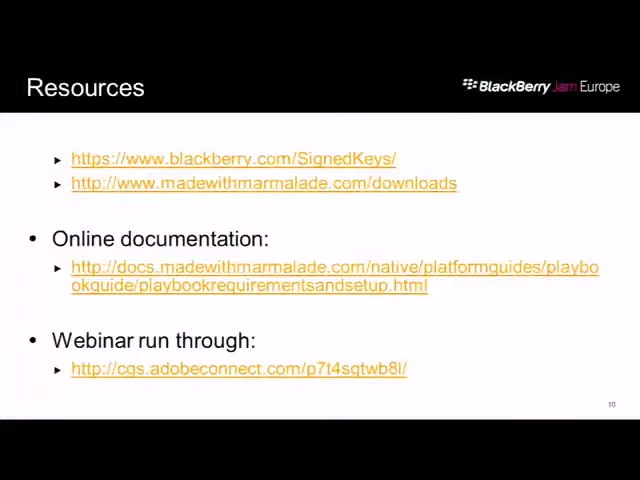 Resources
BlackBerry Jam Europe
https://www.blackberry.com/SignedKeys/
http://www.madewithmarmalade.com/downloads
Online documentation:
http://docs.madewithmarmalade.com/native/platformguides/playbo
okguide/playbookrequirementsandsetup.html
Webinar run through:
http://cgs.adobeconnect.com/p7t4sqtwb8l/
10